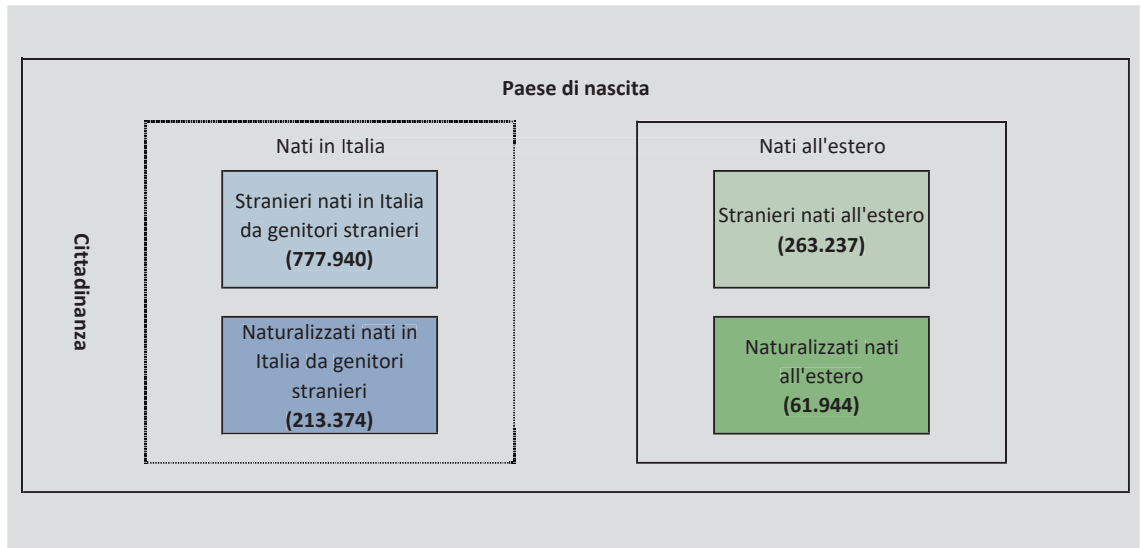 Paese di nascita
Cittadinanza
Nati in Italia
Stranieri nati in Italia
da genitori stranieri
(777.940)
Naturalizzati nati in
Italia da genitori
stranieri
(213.374)
Nati all'estero
Stranieri nati all'estero
(263.237)
Naturalizzati nati
all'estero
(61.944)